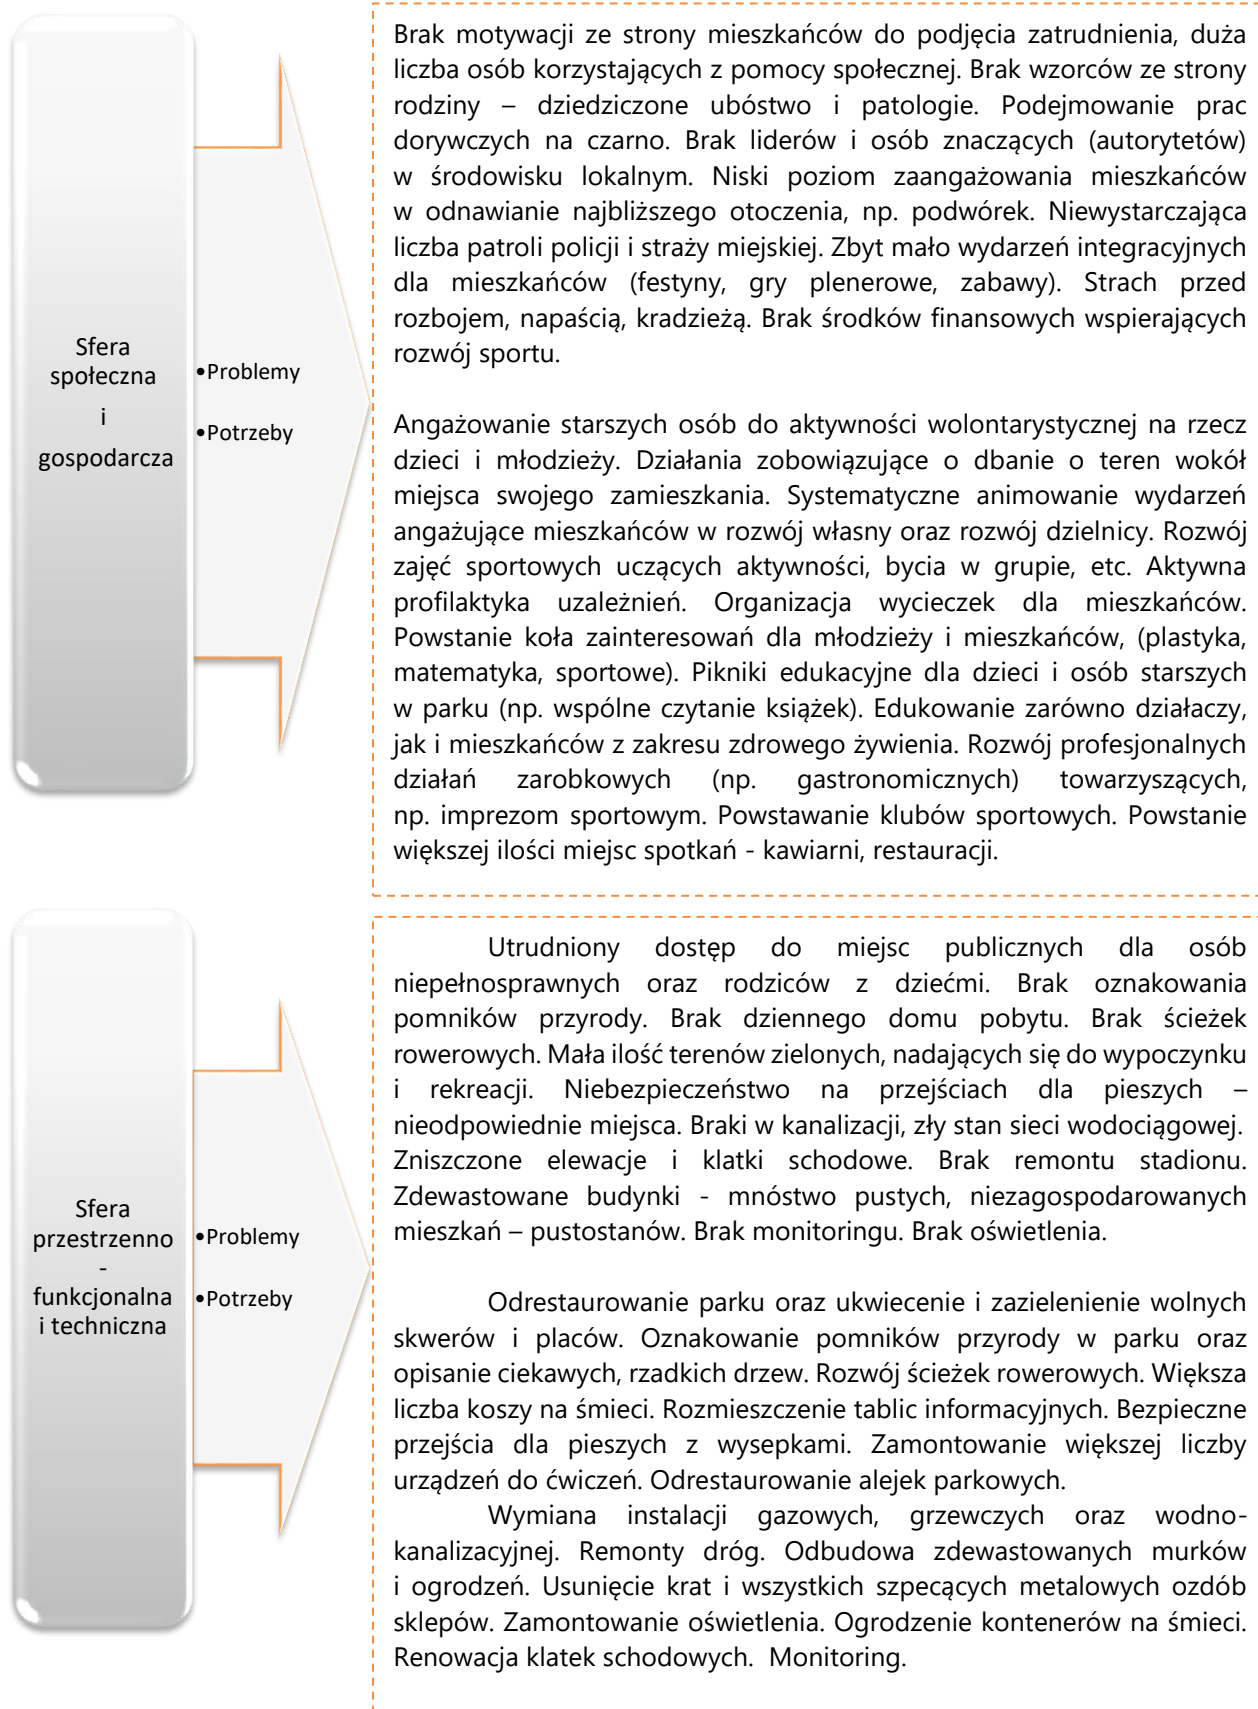 Sfera
społeczna
i
gospodarcza
•Problemy
•Potrzeby
Brak motywacji ze strony mieszkańców do podjęcia zatrudnienia, duża
liczba osób korzystających z pomocy społecznej. Brak wzorców ze strony
rodziny – dziedziczone ubóstwo i patologie. Podejmowanie prac
dorywczych na czarno. Brak liderów i osób znaczących (autorytetów)
w środowisku lokalnym. Niski poziom zaangażowania mieszkańców
w odnawianie najbliższego otoczenia, np. podwórek. Niewystarczająca
liczba patroli policji i straży miejskiej. Zbyt mało wydarzeń integracyjnych
dla mieszkańców (festyny, gry plenerowe, zabawy). Strach przed
rozbojem, napaścią, kradzieżą. Brak środków finansowych wspierających
rozwój sportu.
Angażowanie starszych osób do aktywności wolontarystycznej na rzecz
dzieci i młodzieży. Działania zobowiązujące o dbanie o teren wokół
miejsca swojego zamieszkania. Systematyczne animowanie wydarzeń
angażujące mieszkańców w rozwój własny oraz rozwój dzielnicy. Rozwój
zajęć sportowych uczących aktywności, bycia w grupie, etc. Aktywna
profilaktyka uzależnień. Organizacja wycieczek dla mieszkańców.
Powstanie koła zainteresowań dla młodzieży i mieszkańców, (plastyka,
matematyka, sportowe). Pikniki edukacyjne dla dzieci i osób starszych
w parku (np. wspólne czytanie książek). Edukowanie zarówno działaczy,
jak i mieszkańców z zakresu zdrowego żywienia. Rozwój profesjonalnych
działań zarobkowych (np. gastronomicznych) towarzyszących,
np. imprezom sportowym. Powstawanie klubów sportowych. Powstanie
większej ilości miejsc spotkań - kawiarni, restauracji.
Sfera
przestrzenno
-
funkcjonalna
i techniczna
•Problemy
•Potrzeby
Utrudniony dostęp do miejsc publicznych dla osób
niepełnosprawnych oraz rodziców z dziećmi. Brak oznakowania
pomników przyrody. Brak dziennego domu pobytu. Brak ścieżek
rowerowych. Mała ilość terenów zielonych, nadających się do wypoczynku
i rekreacji. Niebezpieczeństwo na przejściach dla pieszych –
nieodpowiednie miejsca. Braki w kanalizacji, zły stan sieci wodociągowej.
Zniszczone elewacje i klatki schodowe. Brak remontu stadionu.
Zdewastowane budynki - mnóstwo pustych, niezagospodarowanych
mieszkań – pustostanów. Brak monitoringu. Brak oświetlenia.
Odrestaurowanie parku oraz ukwiecenie i zazielenienie wolnych
skwerów i placów. Oznakowanie pomników przyrody w parku oraz
opisanie ciekawych, rzadkich drzew. Rozwój ścieżek rowerowych. Większa
liczba koszy na śmieci. Rozmieszczenie tablic informacyjnych. Bezpieczne
przejścia dla pieszych z wysepkami. Zamontowanie większej liczby
urządzeń do ćwiczeń. Odrestaurowanie alejek parkowych.
Wymiana instalacji gazowych, grzewczych oraz wodno-
kanalizacyjnej. Remonty dróg. Odbudowa zdewastowanych murków
i ogrodzeń. Usunięcie krat i wszystkich szpecących metalowych ozdób
sklepów. Zamontowanie oświetlenia. Ogrodzenie kontenerów na śmieci.
Renowacja klatek schodowych. Monitoring.